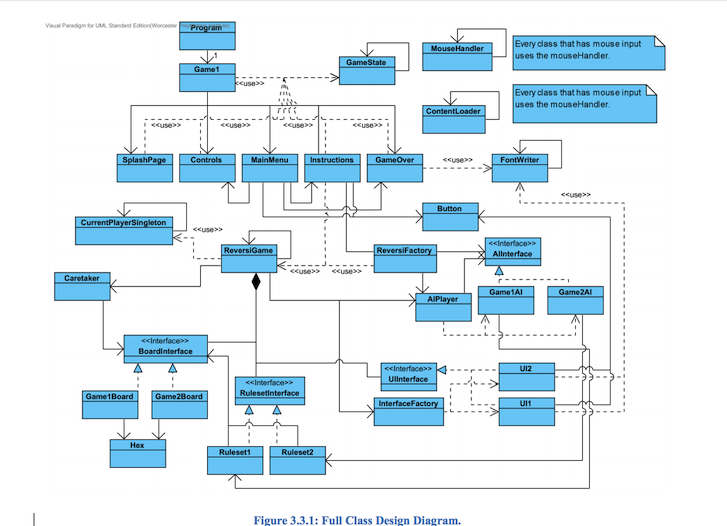 Visual Paradigm for UML Standard Edition(Worcester
Program
1
Game1
<<use>>
GameState
MouseHandler
Every class that has mouse input
uses the mouseHandler.
ContentLoader
Every class that has mouse input
uses the mouseHandler.
<<use>> <<use>> <<use>> <<use>>
SplashPage Controls MainMenu Instructions GameOver <<use>> FontWriter
<<use>>
Button
CurrentPlayerSingleton
<<use>>
ReversiGame
ReversiFactory
<<Interface>>
AIInterface
<<use>> <<use>>
Caretaker
AIPlayer Game1AI Game2AI
<<Interface>>
BoardInterface
<<Interface>>
UIInterface
UI2
<<Interface>>
RulesetInterface
Game1Board Game2Board
InterfaceFactory UI1
Hex
Ruleset1 Ruleset2
Figure 3.3.1: Full Class Design Diagram.